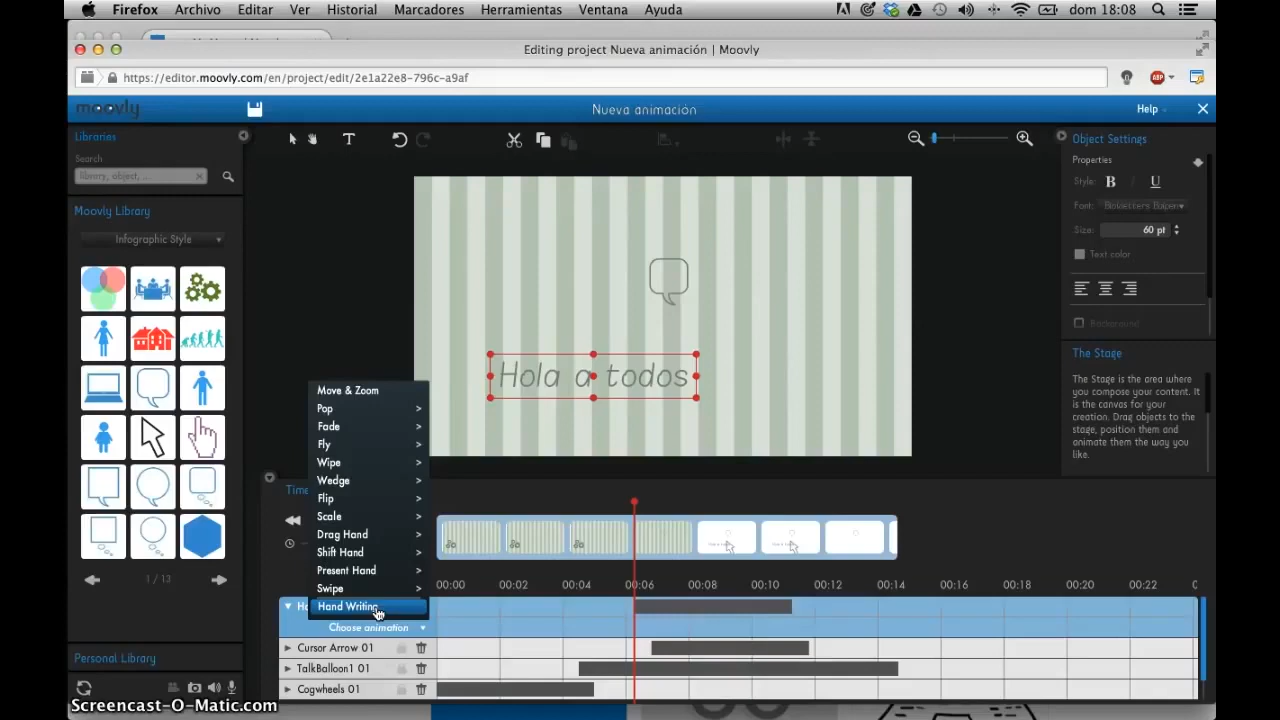 Firefox Archivo Editar Ver Historial Marcadores Herramientas Ventana Ayuda dom 18:08
Editing project Nueva animación | Moovly
https://editor.moovly.com/en/project/edit/2e1a22e8-796c-a9af
moovly Nueva animación Help
Libraries
Search
library, object, ...
Moovly Library
Infographic Style
1 / 13
Personal Library
T
Hola a todos
Object Settings
Properties
Style: B U
Font:
Size: 60 pt
Text color
Background
The Stage
The Stage is the area where
you compose your content. It
is the canvas for your
creation. Drag objects to the
stage, position them and
animate them the way you
like.
Move & Zoom
Pop
Fade
Fly
Wipe
Wedge
Flip
Scale
Drag Hand
Shift Hand
Present Hand
Swipe
Hand Writing
Choose animation
00:00 00:02 00:04 00:06 00:08 00:10 00:12 00:14 00:16 00:18 00:20 00:22
Cursor Arrow 01
TalkBalloon1 01
Cogwheels 01
Screencast-O-Matic.com